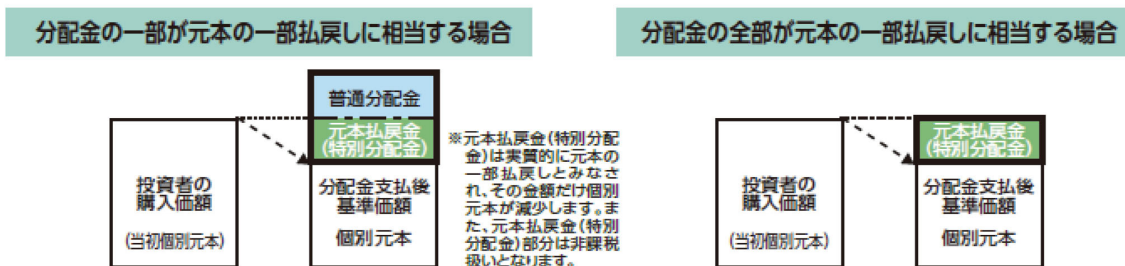 分配金の一部が元本の一部払戻しに相当する場合
普通分配金
元本払戻金
(特別分配金)
投資者の
購入価額
(当初個別元本)
分配金支払後
基準価額
個別元本
※元本払戻金(特別分配
金)は実質的に元本の
一部払戻しとみなさ
れ、その金額だけ個別
元本が減少します。ま
た、元本払戻金(特別
分配金)部分は非課税
扱いとなります。
分配金の全部が元本の一部払戻しに相当する場合
元本払戻金
(特別分配金)
投資者の
購入価額
(当初個別元本)
分配金支払後
基準価額
個別元本